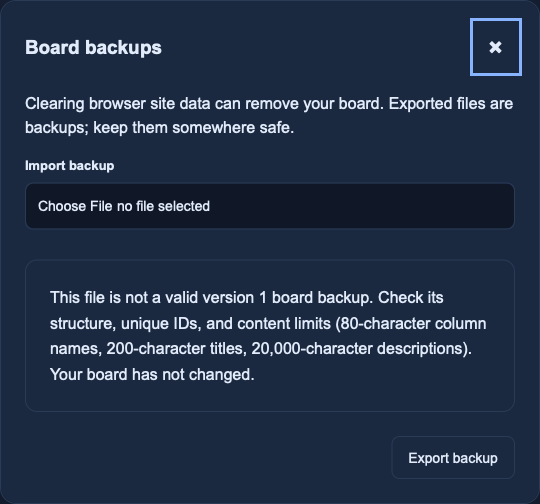 Board backups
✖
Clearing browser site data can remove your board. Exported files are
backups; keep them somewhere safe.
Import backup
Choose File no file selected
This file is not a valid version 1 board backup. Check its
structure, unique IDs, and content limits (80-character column
names, 200-character titles, 20,000-character descriptions).
Your board has not changed.
Export backup